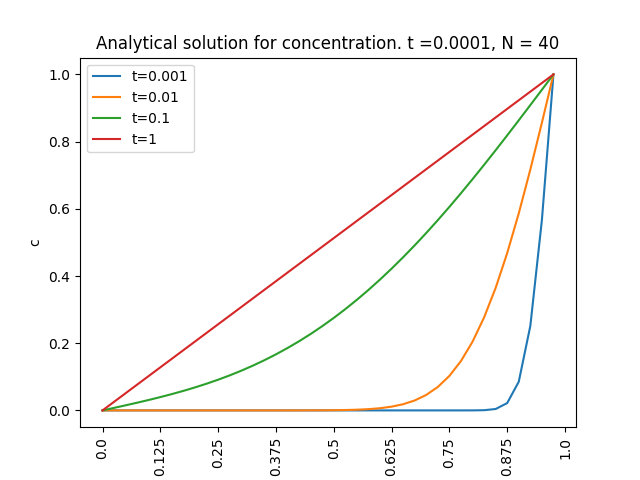 Analytical solution for concentration. t =0.0001, N = 40
t=0.001
t=0.01
t=0.1
t=1
1.0
0.8
0.6
0.4
0.2
0.0
c
0.0 0.125 0.25 0.375 0.5 0.625 0.75 0.875 1.0